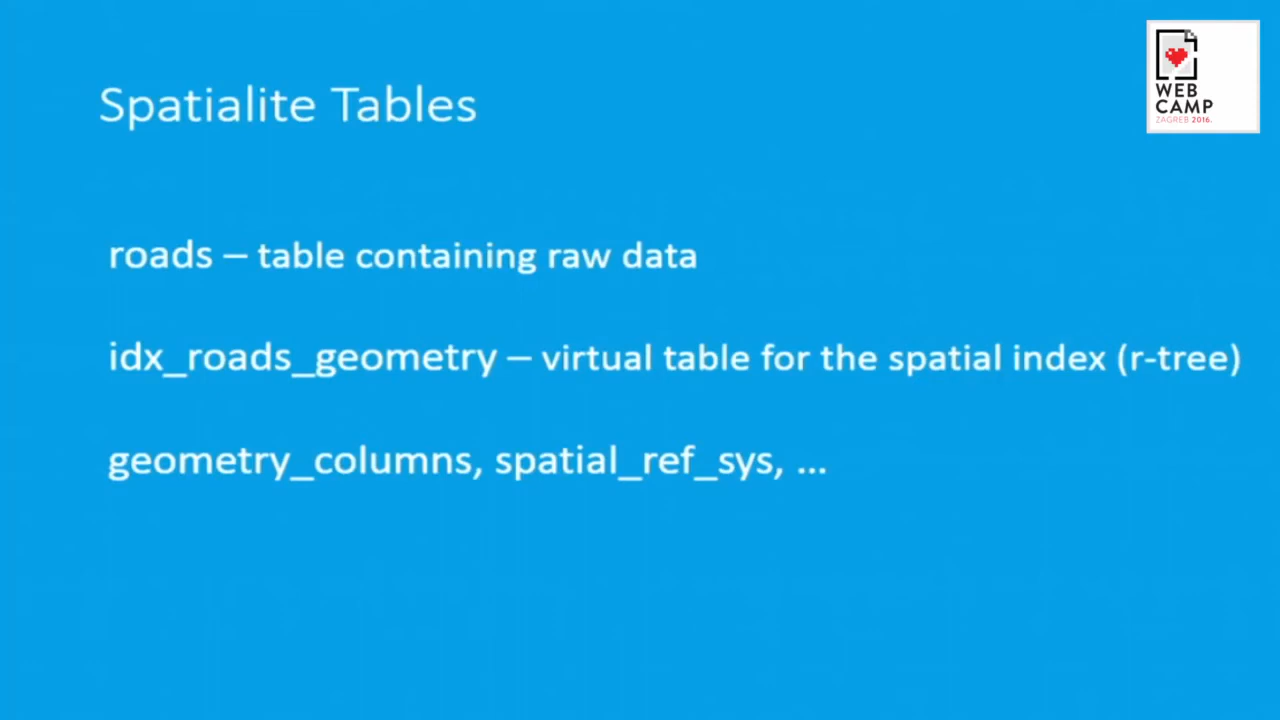 Spatialite Tables
WEB
CAMP
ZAGREB 2016.
roads – table containing raw data
idx_roads_geometry – virtual table for the spatial index (r-tree)
geometry_columns, spatial_ref_sys, ...